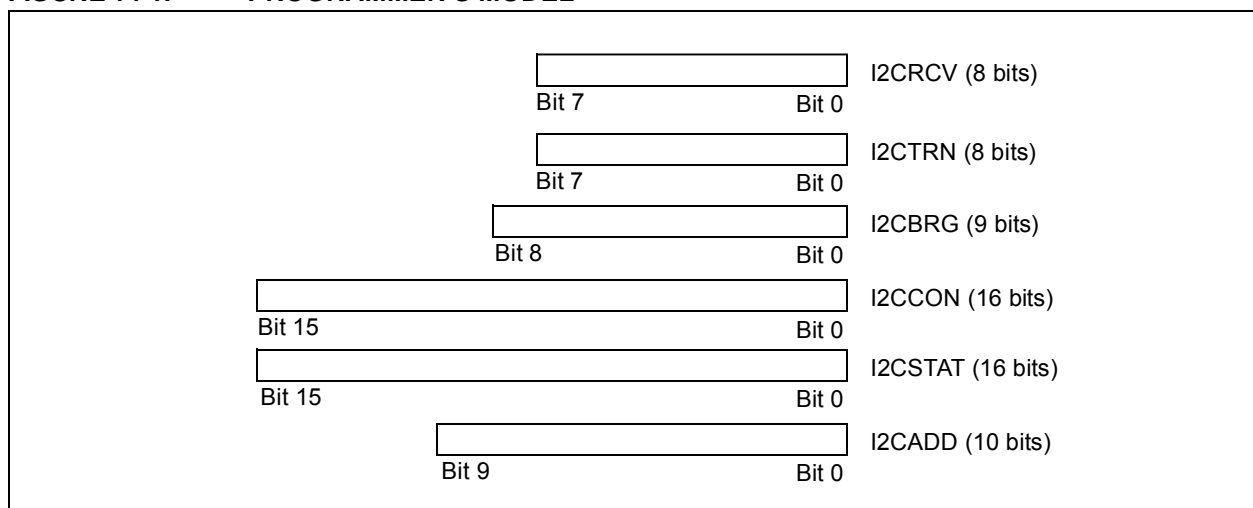 I2CRCV (8 bits)
Bit 7 Bit 0
I2CTRN (8 bits)
Bit 7 Bit 0
I2CBRG (9 bits)
Bit 8 Bit 0
I2CCON (16 bits)
Bit 15 Bit 0
I2CSTAT (16 bits)
Bit 15 Bit 0
I2CADD (10 bits)
Bit 9 Bit 0